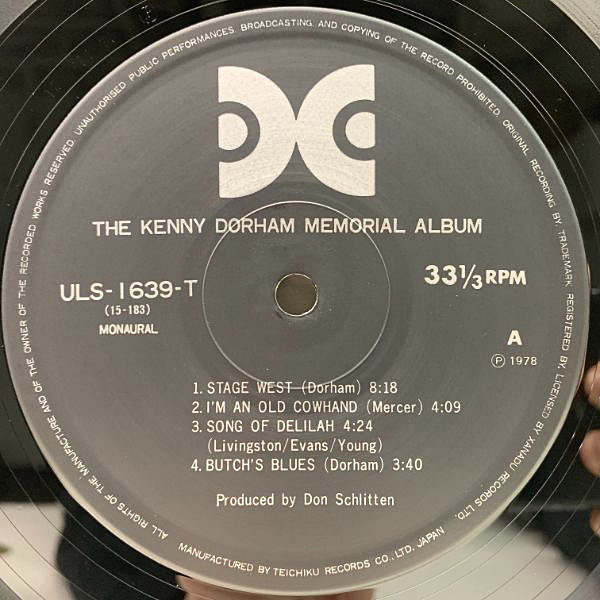 ALL RIGHTS OF THE MANUFACTURE AND OF THE OWNER OF THE RECORDED WORKS RESERVED. UNAUTHORISED PUBLIC PERFORMANCES, BROADCASTING AND COPYING OF THE RECORD PROHIBITED. ORIGINAL RECORDING BY, TRADEMARK REGISTERED BY, LICENSED BY XANADU RECORDS LTD.
THE KENNY DORHAM MEMORIAL ALBUM
ULS-1639-T
(15-183)
MONAURAL
33⅓ RPM
A
Ⓟ 1978
1. STAGE WEST (Dorham) 8:18
2. I'M AN OLD COWHAND (Mercer) 4:09
3. SONG OF DELILAH 4:24
(Livingston/Evans/Young)
4. BUTCH'S BLUES (Dorham) 3:40
Produced by Don Schlitten
MANUFACTURED BY TEICHIKU RECORDS CO., LTD. JAPAN